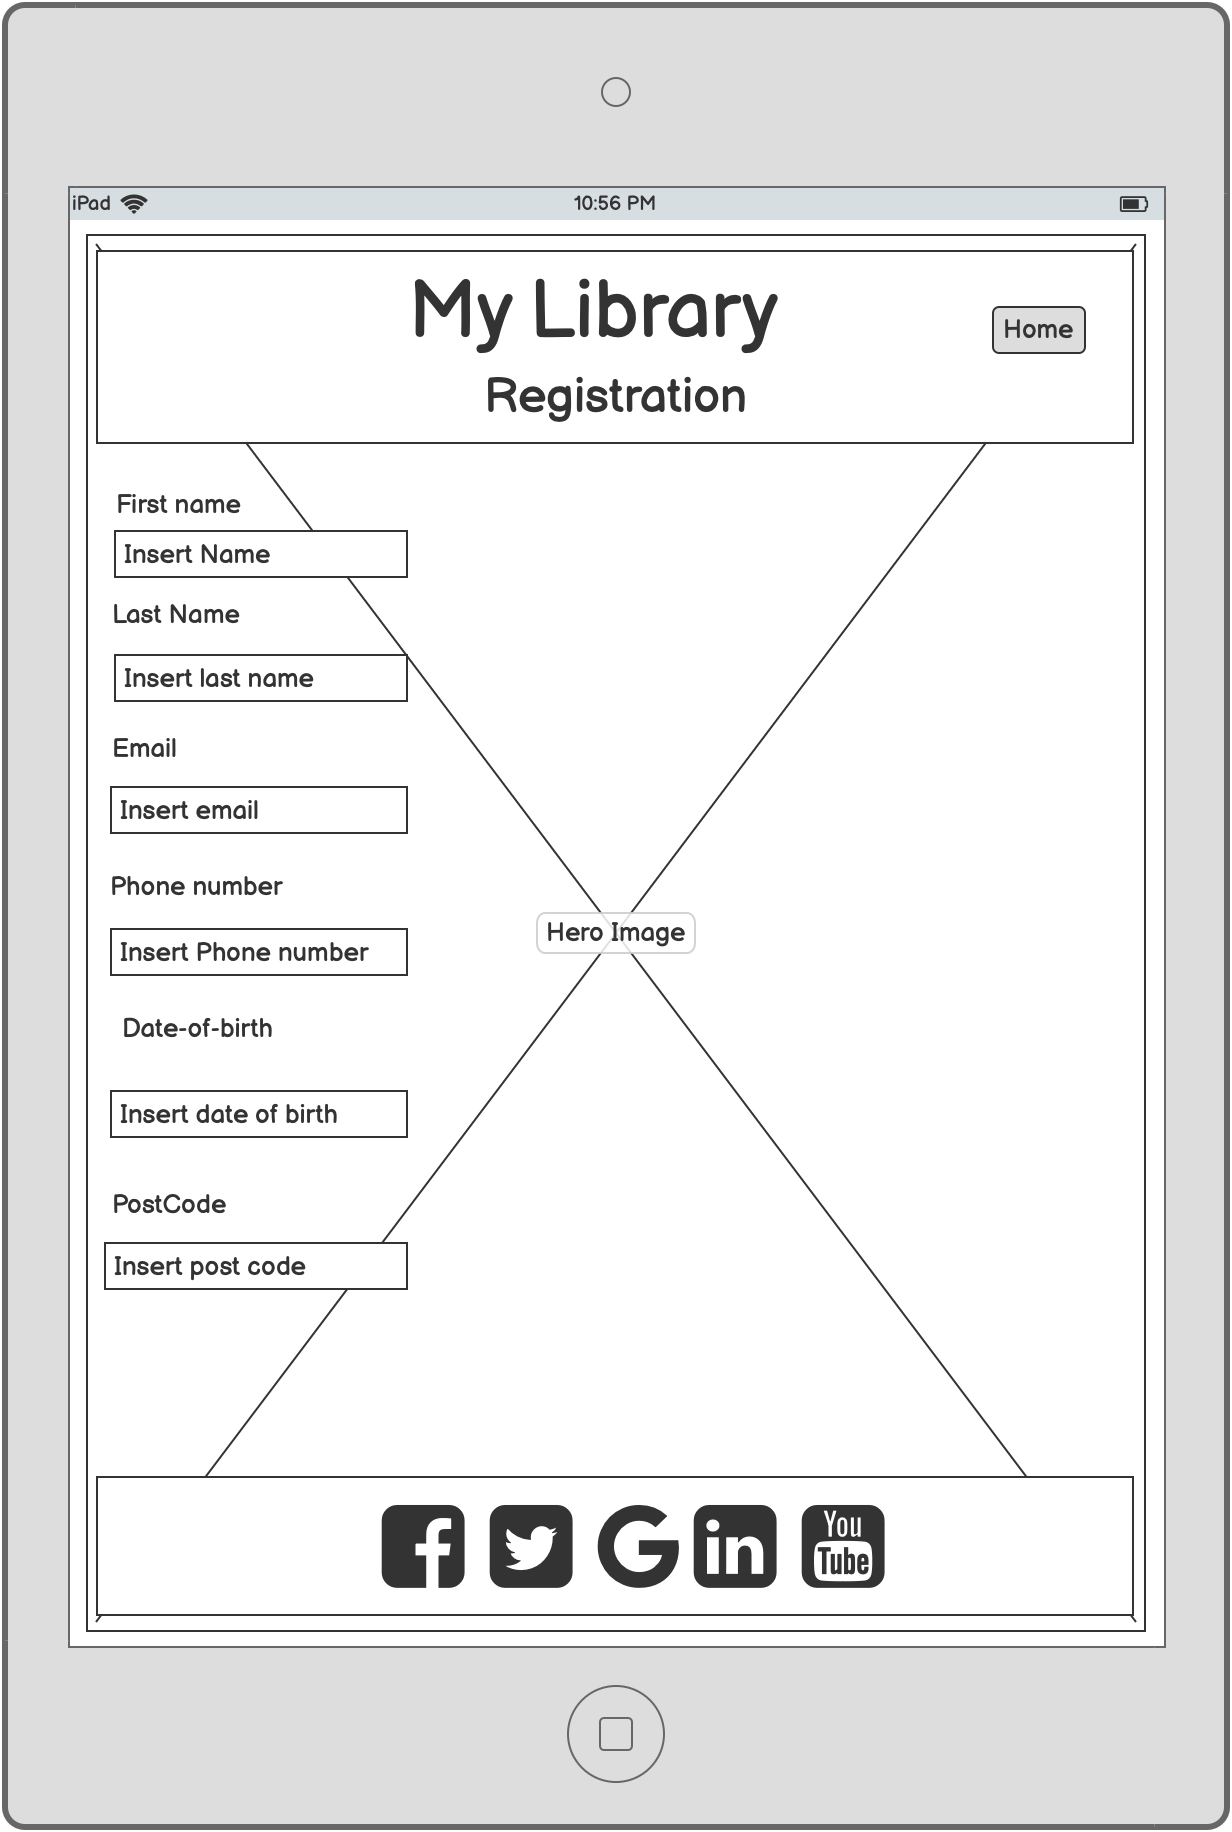 iPad 10:56 PM
My Library
Home
Registration
First name
Insert Name
Last Name
Insert last name
Email
Insert email
Phone number
Hero Image
Insert Phone number
Date-of-birth
Insert date of birth
PostCode
Insert post code
f G in You
Tube